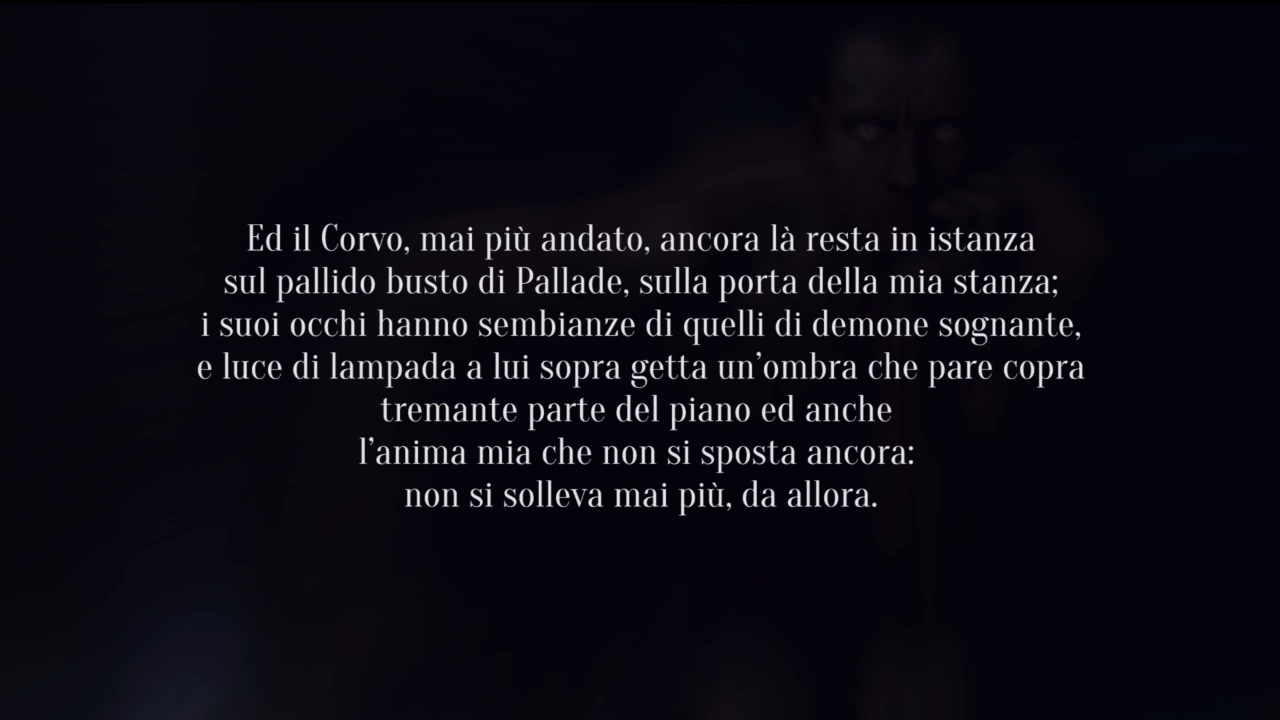 Ed il Corvo, mai più andato, ancora là resta in istanza
sul pallido busto di Pallade, sulla porta della mia stanza;
i suoi occhi hanno sembianze di quelli di demone sognante,
e luce di lampada a lui sopra getta un’ombra che pare copra
tremante parte del piano ed anche
l’anima mia che non si sposta ancora:
non si solleva mai più, da allora.